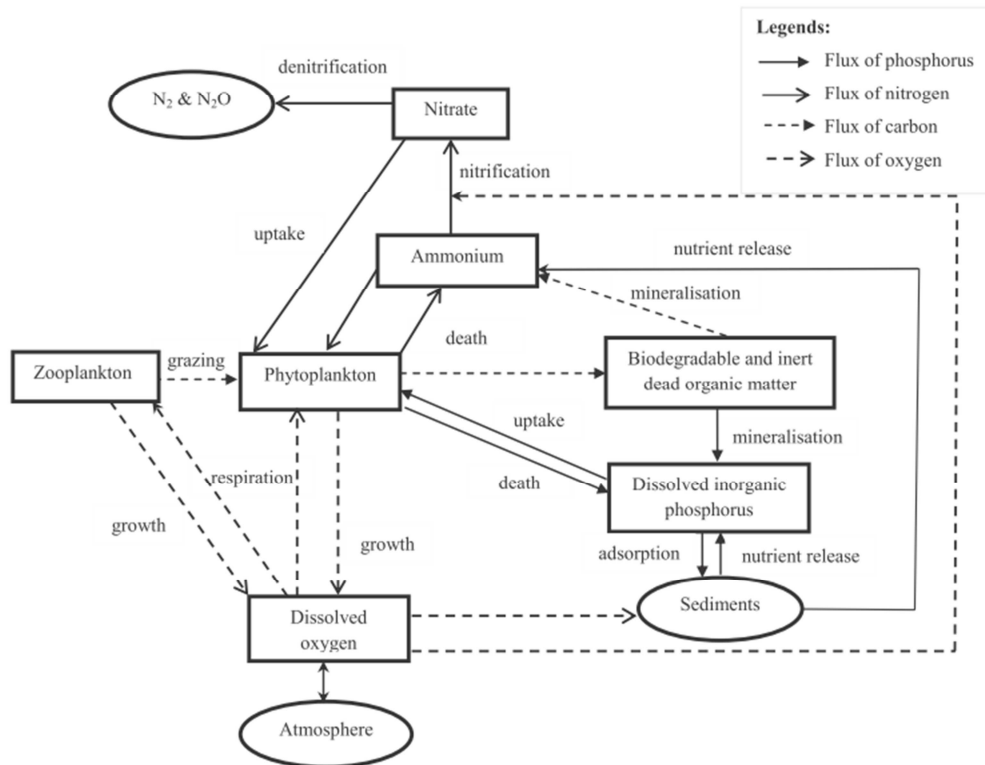 Legends:
Flux of phosphorus
Flux of nitrogen
Flux of carbon
Flux of oxygen
denitrification
N₂ & N₂O
Nitrate
nitrification
uptake
Ammonium
nutrient release
mineralisation
death
Zooplankton
grazing
Phytoplankton
Biodegradable and inert
dead organic matter
uptake
mineralisation
death
respiration
Dissolved inorganic
phosphorus
growth
growth
adsorption
nutrient release
Sediments
Dissolved
oxygen
Atmosphere